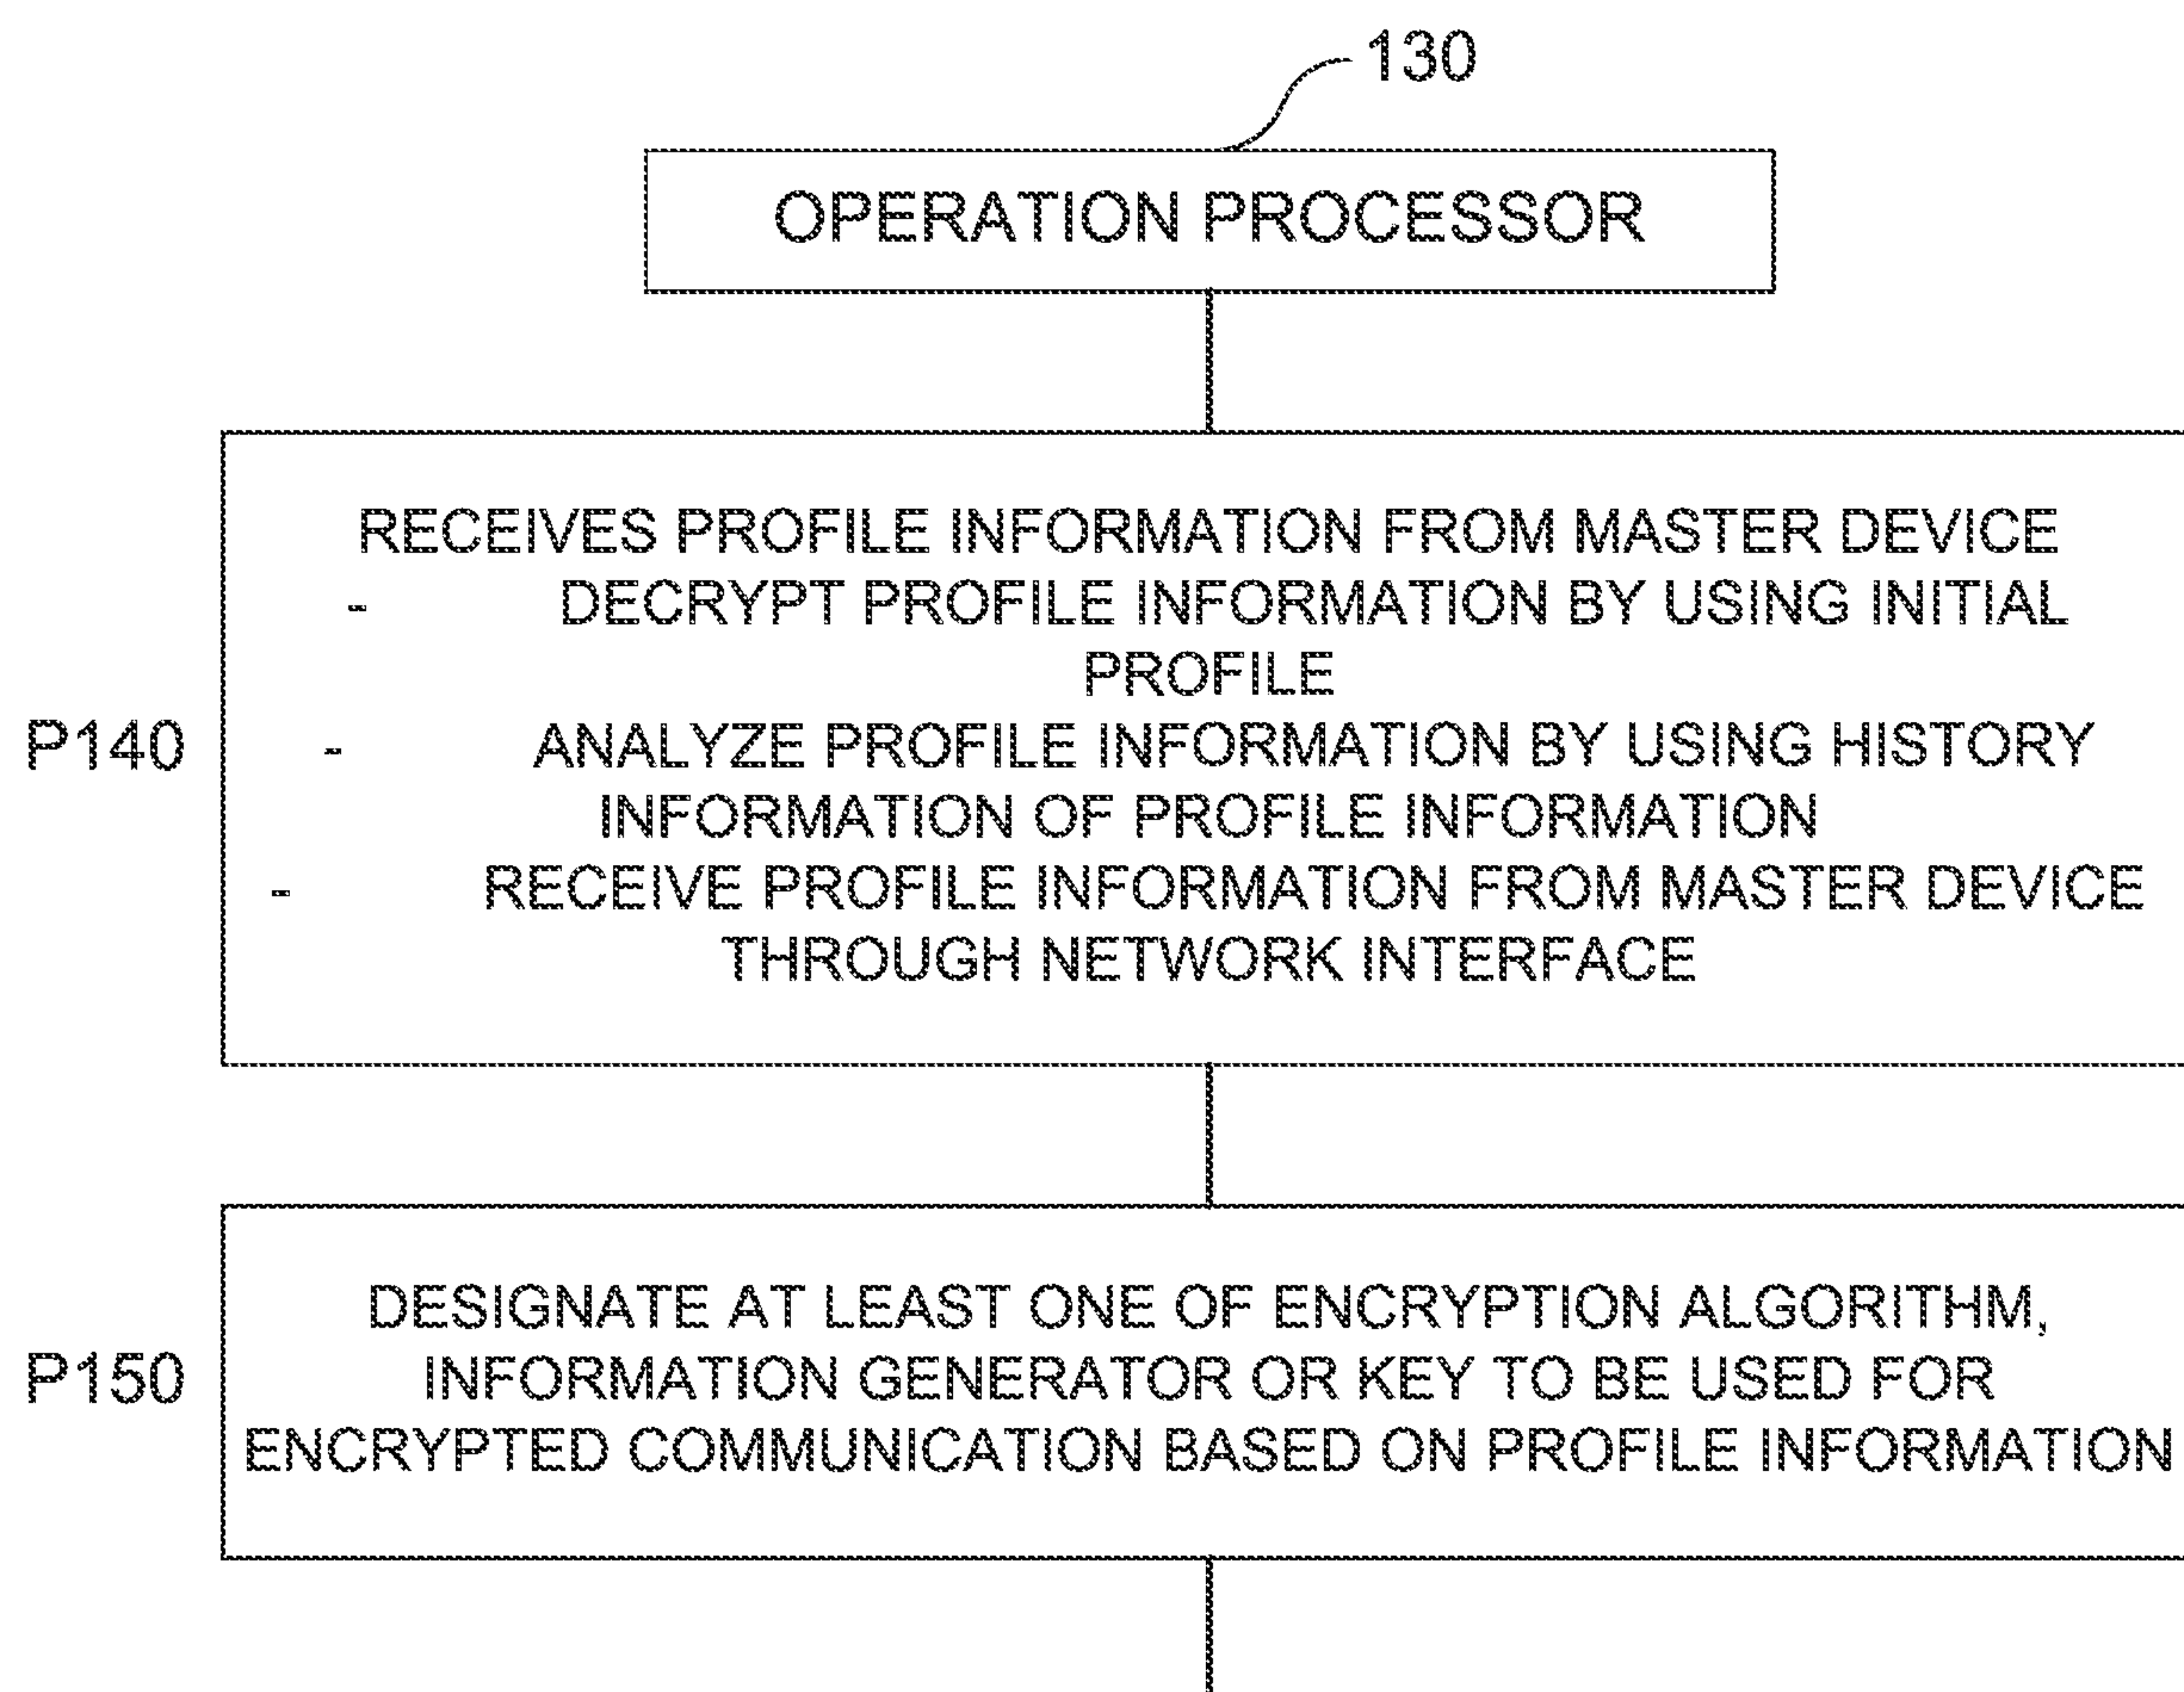 130
OPERATION PROCESSOR
RECEIVES PROFILE INFORMATION FROM MASTER DEVICE
- DECRYPT PROFILE INFORMATION BY USING INITIAL
PROFILE
P140
- ANALYZE PROFILE INFORMATION BY USING HISTORY
INFORMATION OF PROFILE INFORMATION
- RECEIVE PROFILE INFORMATION FROM MASTER DEVICE
THROUGH NETWORK INTERFACE
DESIGNATE AT LEAST ONE OF ENCRYPTION ALGORITHM,
P150
INFORMATION GENERATOR OR KEY TO BE USED FOR
ENCRYPTED COMMUNICATION BASED ON PROFILE INFORMATION